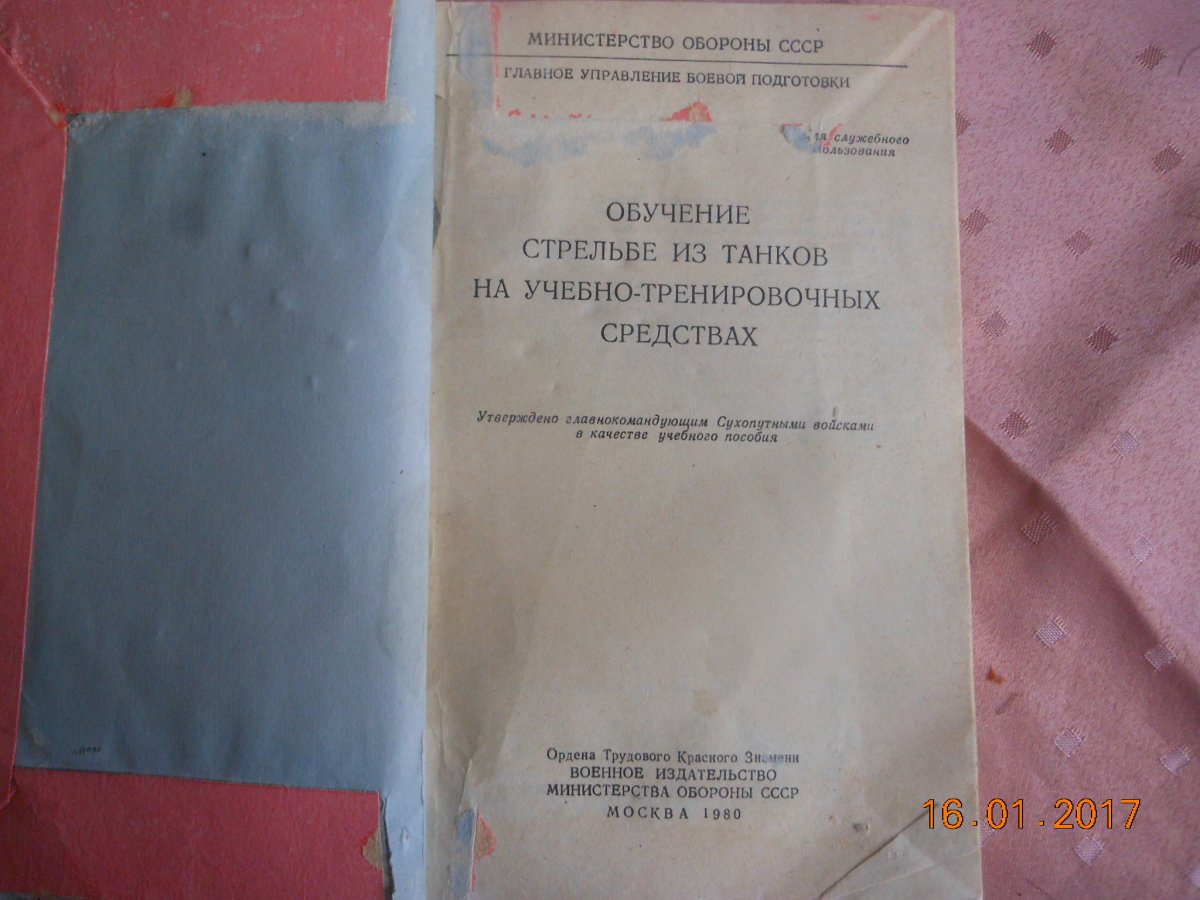 МИНИСТЕРСТВО ОБОРОНЫ СССР
ГЛАВНОЕ УПРАВЛЕНИЕ БОЕВОЙ ПОДГОТОВКИ
служебного
ОБУЧЕНИЕ
СТРЕЛЬБЕ ИЗ ТАНКОВ
НА УЧЕБНО-ТРЕНИРОВОЧНЫХ
СРЕДСТВАХ
Утверждено главнокомандующим Сухопутными войсками
в качестве учебного пособия
Ордена Трудового Красного Знамени
ВОЕННОЕ ИЗДАТЕЛЬСТВО
МИНИСТЕРСТВА ОБОРОНЫ СССР
МОСКВА 1980
16.01.2017